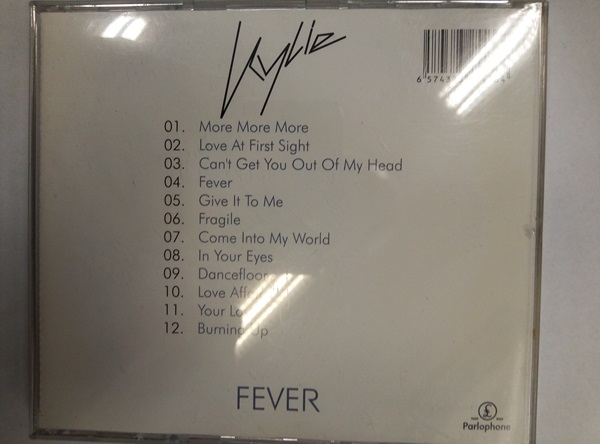 Kylie
01. More More More
02. Love At First Sight
03. Can't Get You Out Of My Head
04. Fever
05. Give It To Me
06. Fragile
07. Come Into My World
08. In Your Eyes
09. Dancefloor
10. Love
11. Your
12. Burning Up
FEVER
Parlophone